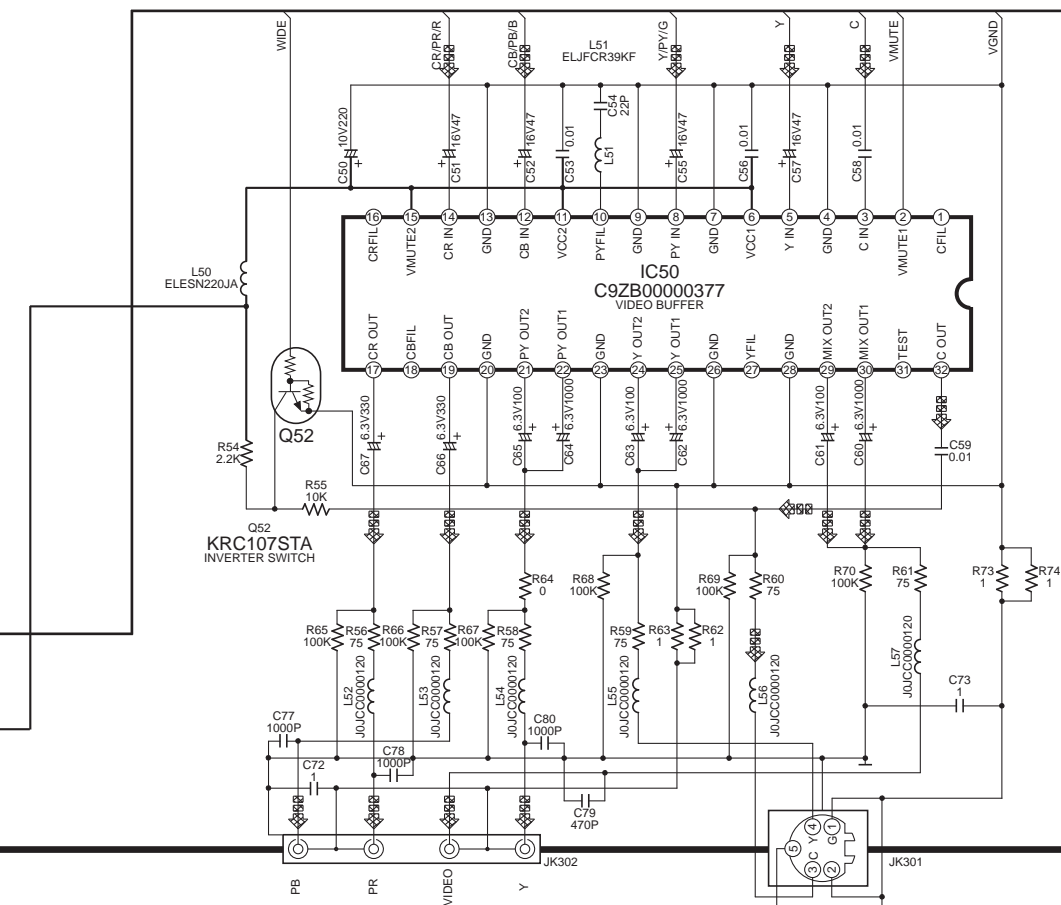 WIDE
CR/PR/R
CB/PB/B
Y/PY/G
Y
C
VMUTE
VGND
L51
ELJFCR39KF
C50 10V220
C51 16V47
C52 16V47
C53 0.01
C54
22P
L51
C55 16V47
C56 0.01
C57 16V47
C58 0.01
+ + + + +
16 15 14 13 12 11 10 9 8 7 6 5 4 3 2 1
CRFIL
VMUTE2
CR IN
GND
CB IN
VCC2
PYFIL
GND
PY IN
GND
VCC1
Y IN
GND
C IN
VMUTE1
CFIL
L50
ELESN220JA
IC50
C9ZB00000377
VIDEO BUFFER
CR OUT
CBFIL
CB OUT
GND
PY OUT2
PY OUT1
GND
Y OUT2
Y OUT1
GND
YFIL
GND
MIX OUT2
MIX OUT1
TEST
C OUT
17 18 19 20 21 22 23 24 25 26 27 28 29 30 31 32
Q52
C67 6.3V330
C66 6.3V330
C65 6.3V100
C64 6.3V1000
C63 6.3V100
C62 6.3V1000
C61 6.3V100
C60 6.3V1000
+ + + + + + + +
C59
0.01
R54
2.2K
R55
10K
Q52
KRC107STA
INVERTER SWITCH
R64
0
R68
100K
R69
100K
R60
75
R70
100K
R61
75
R73
1
R74
1
R65
100K
R56
75
R66
100K
R57
75
R67
100K
R58
75
R59
75
R63
1
R62
1
L52
J0JCC0000120
L53
J0JCC0000120
L54
J0JCC0000120
L55
J0JCC0000120
L56
J0JCC0000120
L57
J0JCC0000120
C73
1
C77
1000P
C80
1000P
C78
1000P
C72
1
C79
470P
JK302
PB
PR
VIDEO
Y
4 1
Y G
5
C
3 2
JK301